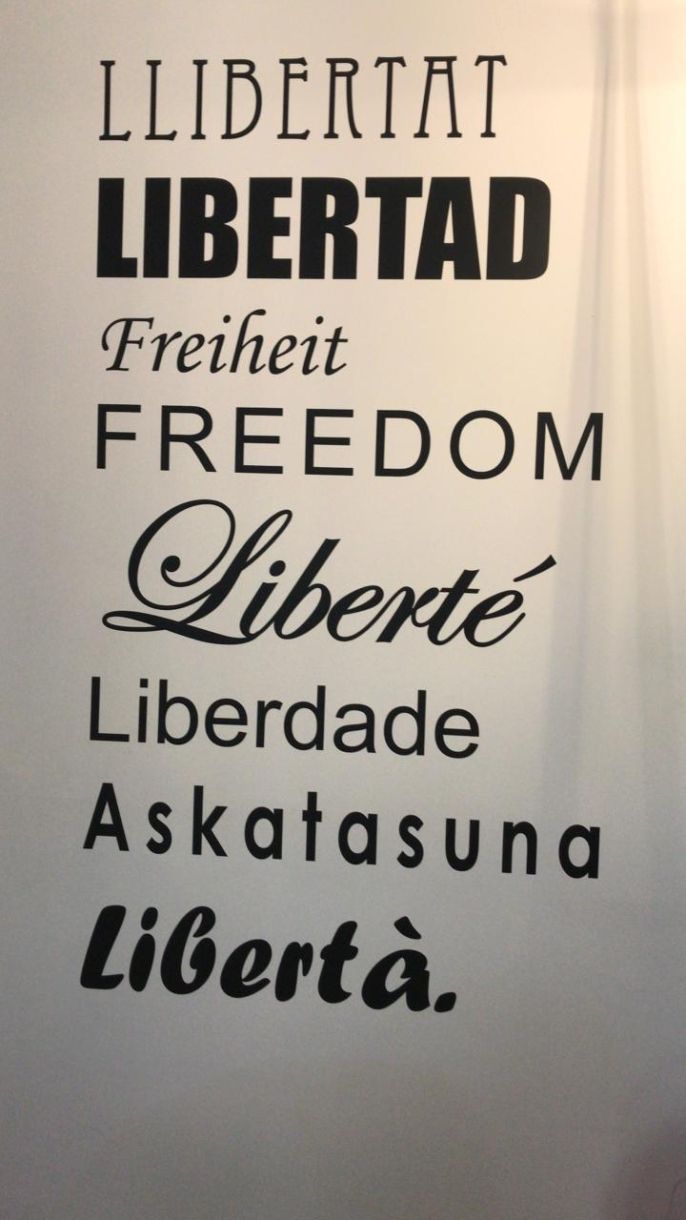 LLIBERTAT
LIBERTAD
Freiheit
FREEDOM
Liberté
Liberdade
Askatasuna
Libertà.